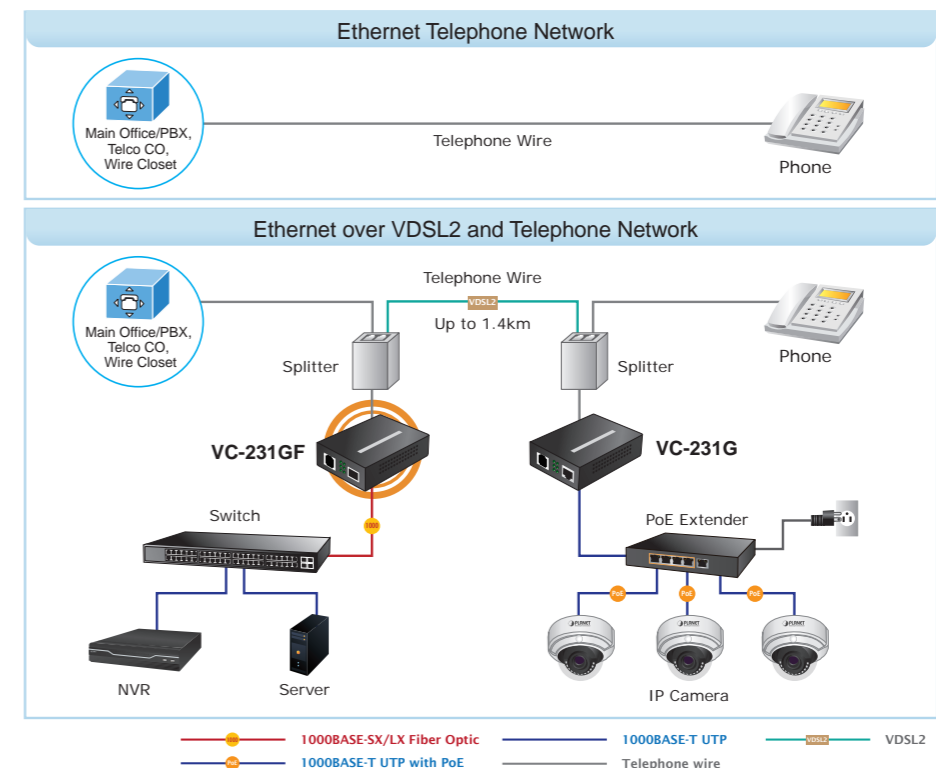 Ethernet Telephone Network
Main Office/PBX,
Telco CO,
Wire Closet
Telephone Wire
Phone
Ethernet over VDSL2 and Telephone Network
Telephone Wire
VDSL2
Up to 1.4km
Main Office/PBX,
Telco CO,
Wire Closet
Splitter
Splitter
Phone
VC-231GF
VC-231G
1000
Switch
PoE Extender
PoE
PoE
PoE
PLANET
PLANET
PLANET
NVR
Server
IP Camera
1000
1000BASE-SX/LX Fiber Optic
1000BASE-T UTP
VDSL2
VDSL2
PoE
1000BASE-T UTP with PoE
Telephone wire